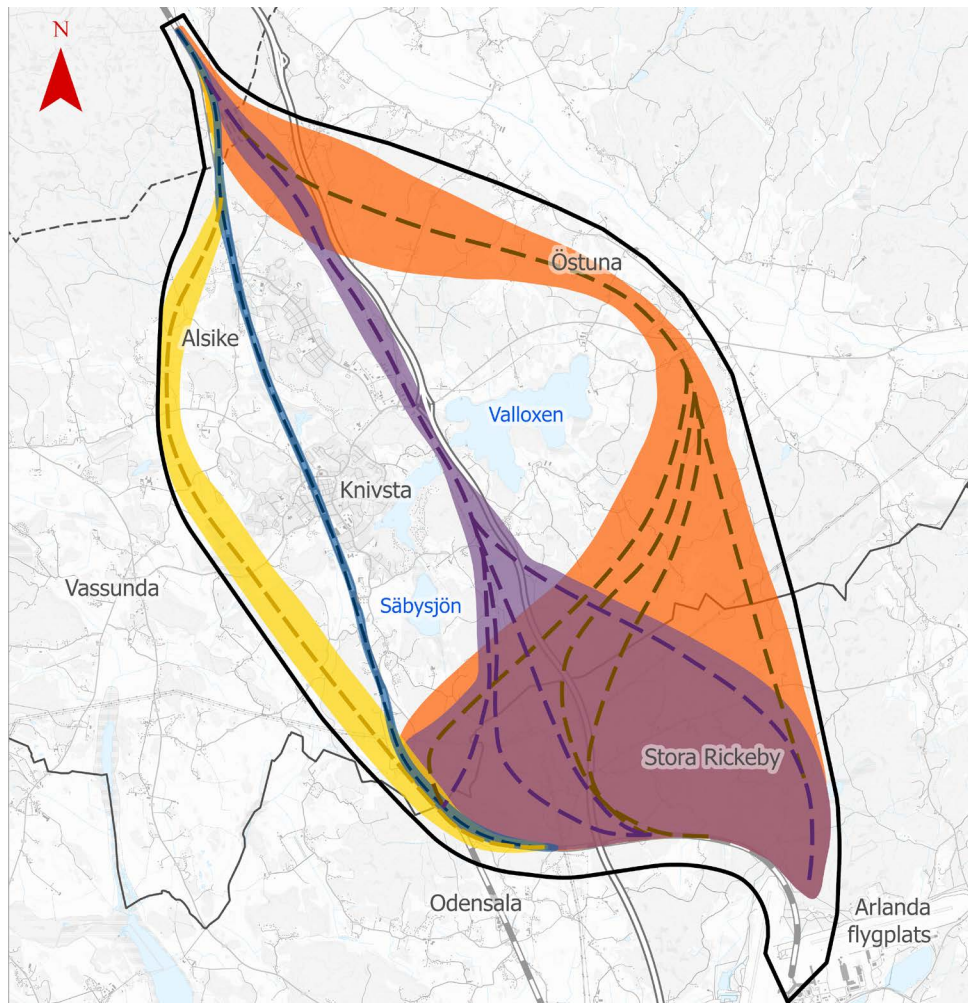 N
Östuna
Alsike
Valloxen
Knivsta
Vassunda
Säbysjön
Stora Rickeby
Odensala
Arlanda
flygplats